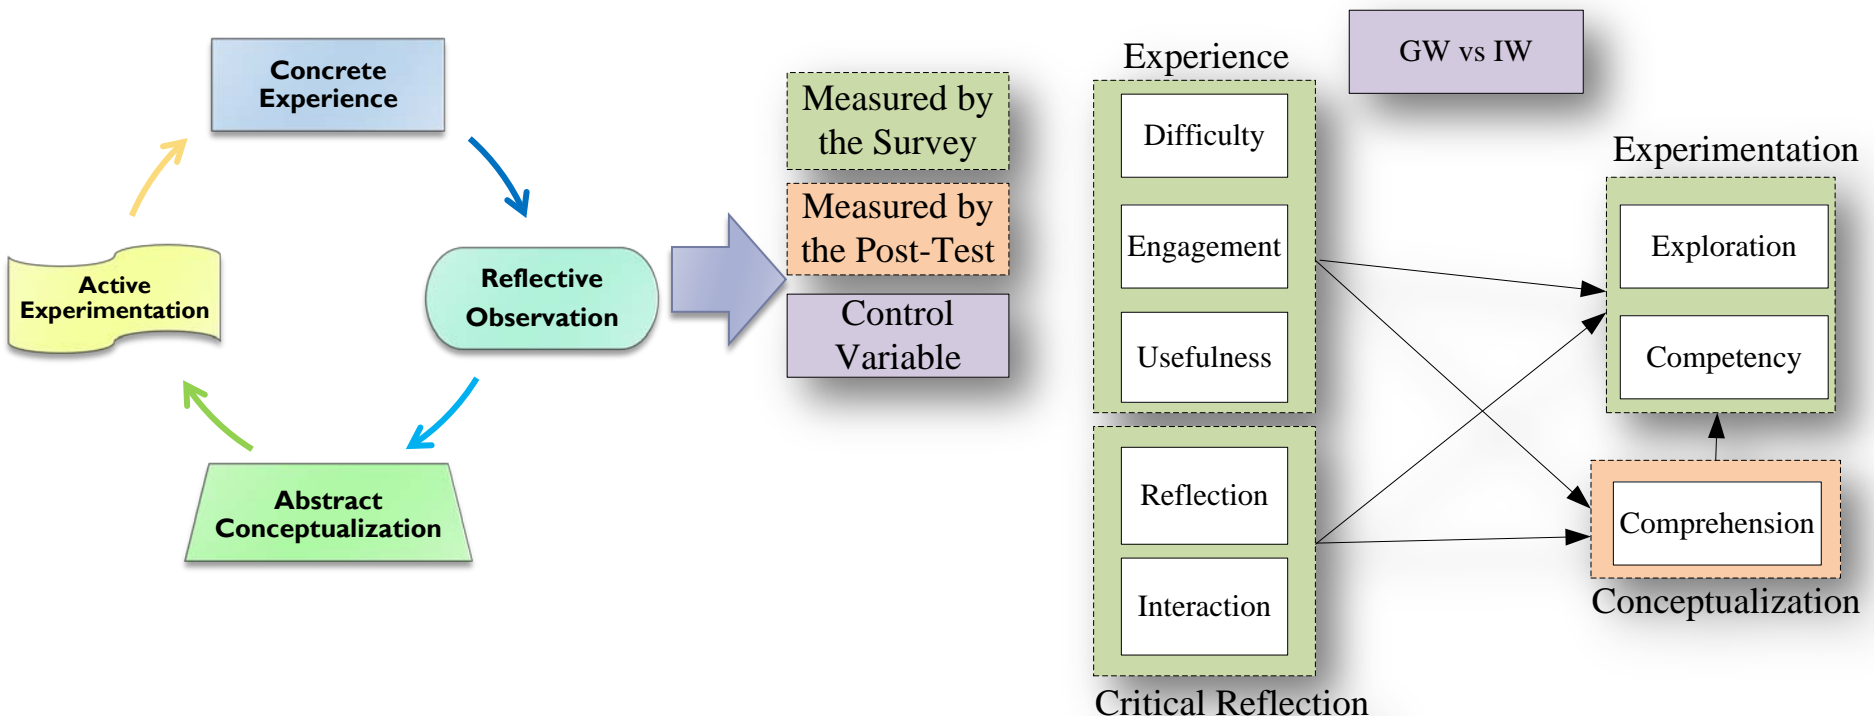 Concrete
Experience
Reflective
Observation
Abstract
Conceptualization
Active
Experimentation
Measured by
the Survey
Measured by
the Post-Test
Control
Variable
Experience
Difficulty
Engagement
Usefulness
Reflection
Interaction
Critical Reflection
GW vs IW
Experimentation
Exploration
Competency
Comprehension
Conceptualization